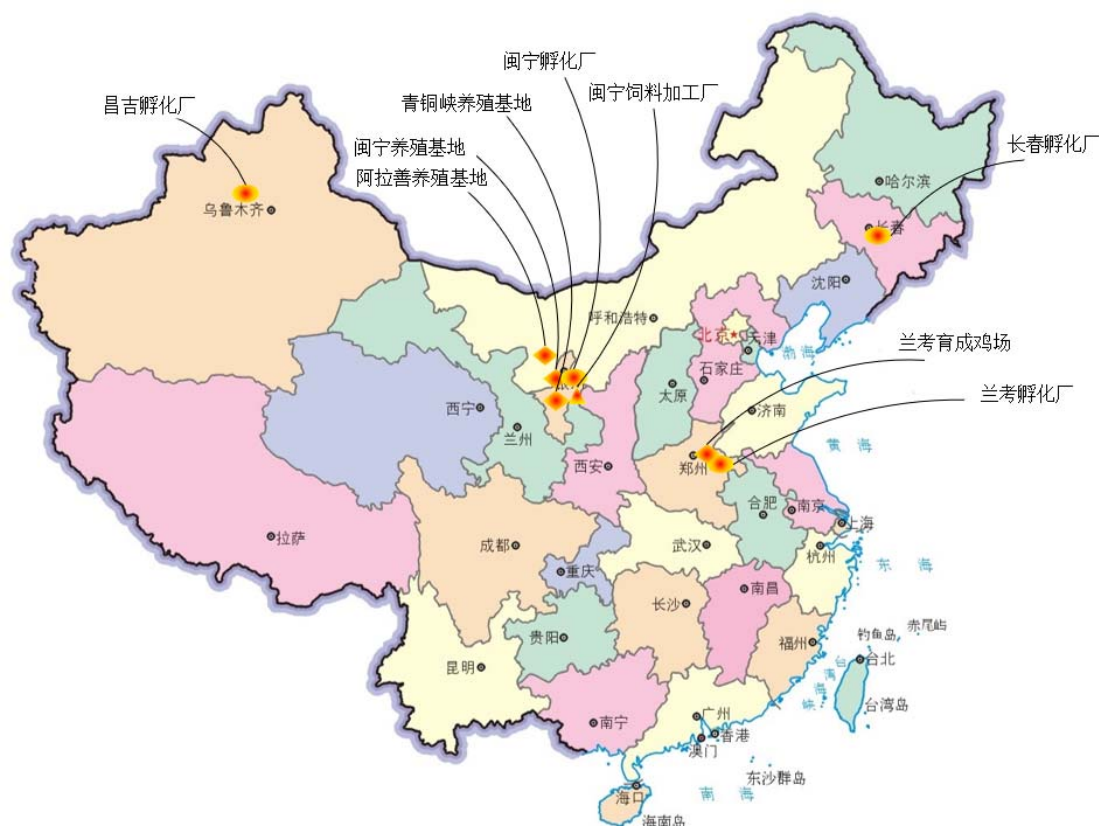 闽宁孵化厂
青铜峡养殖基地
闽宁饲料加工厂
昌吉孵化厂
闽宁养殖基地
阿拉善养殖基地
长春孵化厂
哈尔滨
乌鲁木齐
长春
沈阳
呼和浩特
北京
天津
渤海
兰考育成鸡场
石家庄
太原
济南
兰考孵化厂
西宁
兰州
黄海
西安
郑州
合肥
南京
上海
拉萨
成都
武汉
杭州
东海
重庆
南昌
长沙
赤尾屿
钓鱼岛
贵阳
福州
台北
昆明
台湾海峡
台湾岛
广州
南宁
香港
澳门
东沙群岛
海口
南海
海南岛